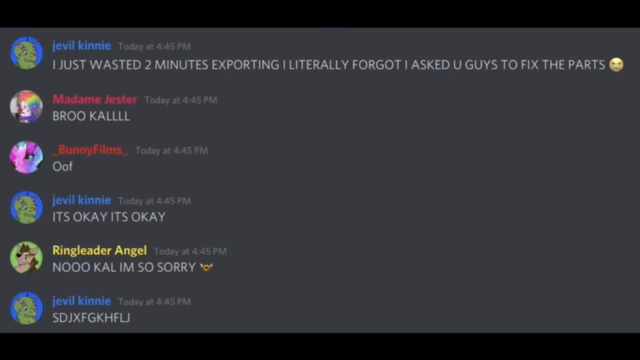 jevil kinnie Today at 4:45 PM
I JUST WASTED 2 MINUTES EXPORTING I LITERALLY FORGOT I ASKED U GUYS TO FIX THE PARTS 😭
Madame Jester Today at 4:45 PM
BROO KALLLL
_BunnyFilms_ Today at 4:45 PM
Oof
jevil kinnie Today at 4:45 PM
ITS OKAY ITS OKAY
Ringleader Angel Today at 4:45 PM
NOOO KAL IM SO SORRY
jevil kinnie Today at 4:45 PM
SDJXFGKHFLJ